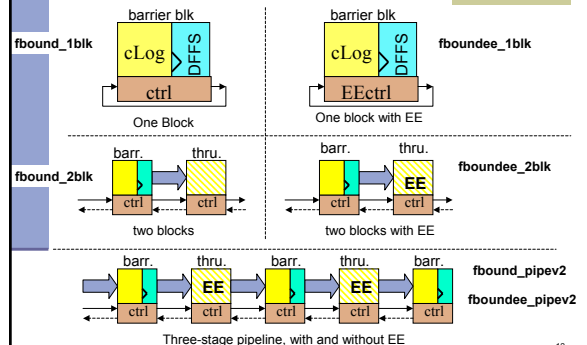 barrier blk
barrier blk
fbound_1blk
cLog
DFFS
cLog
DFFS
fboundee_1blk
ctrl
EEctrl
One Block
One block with EE
barr.
thru.
barr.
thru.
fbound_2blk
EE
fboundee_2blk
ctrl
ctrl
ctrl
ctrl
two blocks
two blocks with EE
barr.
thru.
barr.
thru.
barr.
fbound_pipev2
EE
EE
foundee_pipev2
ctrl
ctrl
ctrl
ctrl
ctrl
Three-stage pipeline, with and without EE